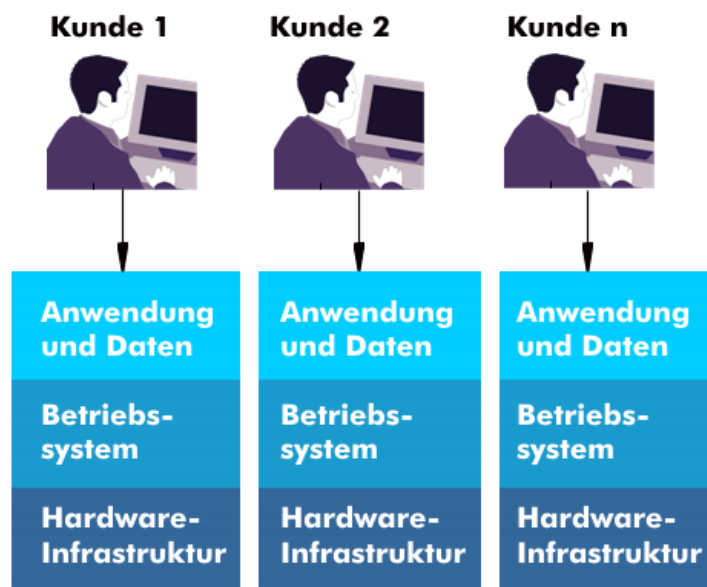 Kunde 1
Kunde 2
Kunde n
Anwendung
und Daten
Betriebs-
system
Hardware-
Infrastruktur
Anwendung
und Daten
Betriebs-
system
Hardware-
Infrastruktur
Anwendung
und Daten
Betriebs-
system
Hardware-
Infrastruktur